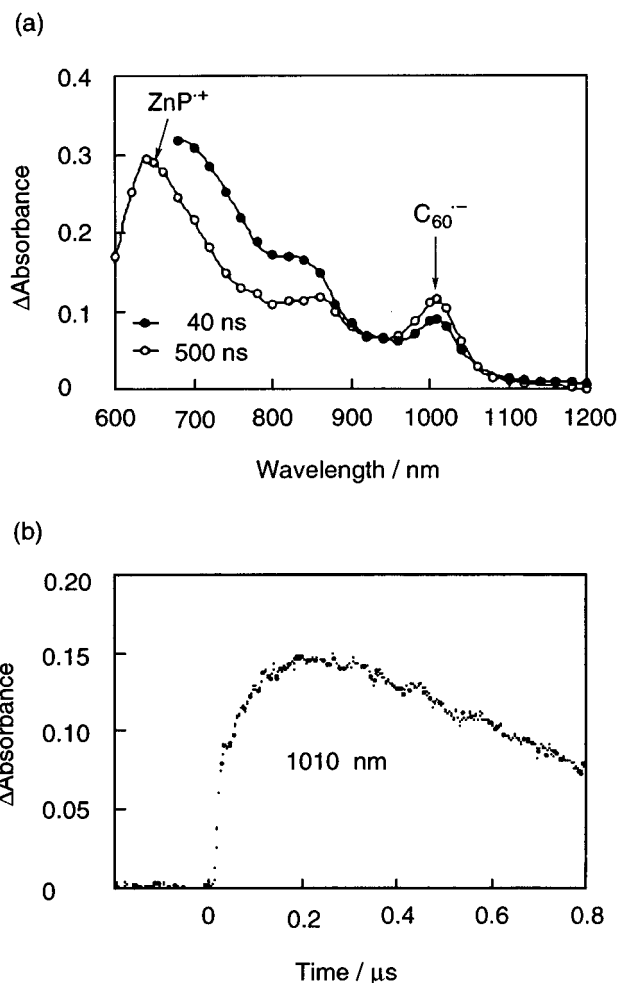 (a)
0.4
0.3
0.2
0.1
0
ΔAbsorbance
ZnP·+
C60·−
40 ns
500 ns
600 700 800 900 1000 1100 1200
Wavelength / nm
(b)
0.20
0.15
0.10
0.05
0
ΔAbsorbance
1010 nm
0 0.2 0.4 0.6 0.8
Time / μs